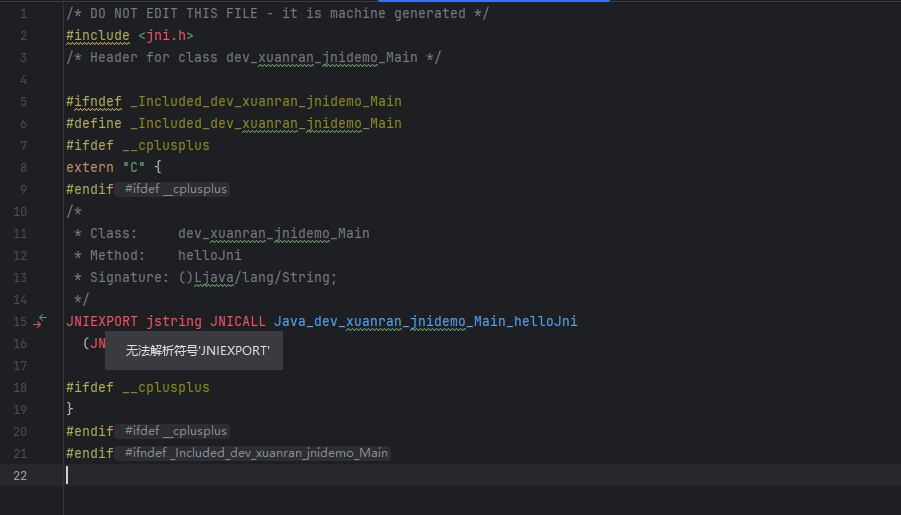 1 /* DO NOT EDIT THIS FILE - it is machine generated */
2 #include <jni.h>
3 /* Header for class dev_xuanran_jnidemo_Main */
4
5 #ifndef _Included_dev_xuanran_jnidemo_Main
6 #define _Included_dev_xuanran_jnidemo_Main
7 #ifdef __cplusplus
8 extern "C" {
9 #endif #ifdef __cplusplus
10 /*
11  * Class:     dev_xuanran_jnidemo_Main
12  * Method:    helloJni
13  * Signature: ()Ljava/lang/String;
14  */
15 JNIEXPORT jstring JNICALL Java_dev_xuanran_jnidemo_Main_helloJni
16   (JN
无法解析符号'JNIEXPORT'
17
18 #ifdef __cplusplus
19 }
20 #endif #ifdef __cplusplus
21 #endif #ifndef _Included_dev_xuanran_jnidemo_Main
22